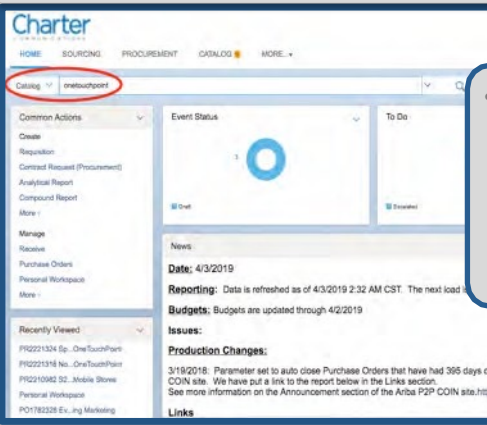 Charter
COMMUNICATIONS
HOME SOURCING PROCUREMENT CATALOG MORE...
Catalog onetouchpoint
Common Actions
Create
Requisition
Contract Request (Procurement)
Analytical Report
Compound Report
More
Manage
Receive
Purchase Orders
Personal Workspace
More
Event Status
1
Draft
To Do
News
Date: 4/3/2019
Reporting: Data is refreshed as of 4/3/2019 2:32 AM CST. The next load
Budgets: Budgets are updated through 4/2/2019
Issues:
Production Changes:
3/19/2018: Parameter set to auto close Purchase Orders that have had 395 days
COIN site. We have put a link to the report below in the Links section.
See more information on the Announcement section of the Ariba P2P COIN site.
Links
Recently Viewed
PR2221324 Sp...OneTouchPoint
PR2221318 No...OneTouchPoint
PR2210982 S2...Mobile Stores
Personal Workspace
PO1782328 Ev...ing Marketing